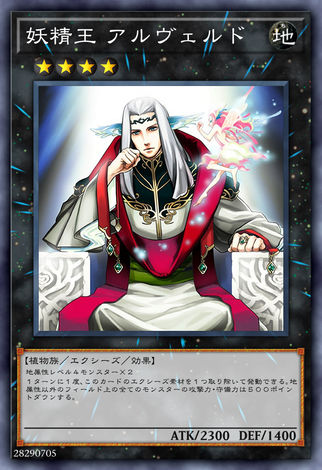 妖精王 アルヴェルド
地
【植物族／エクシーズ／効果】
地属性レベル４モンスター×２
１ターンに１度、このカードのエクシーズ素材を１つ取り除いて発動できる。地
属性以外のフィールド上の全てのモンスターの攻撃力・守備力は５００ポイン
トダウンする。
ATK/2300 DEF/1400
28290705